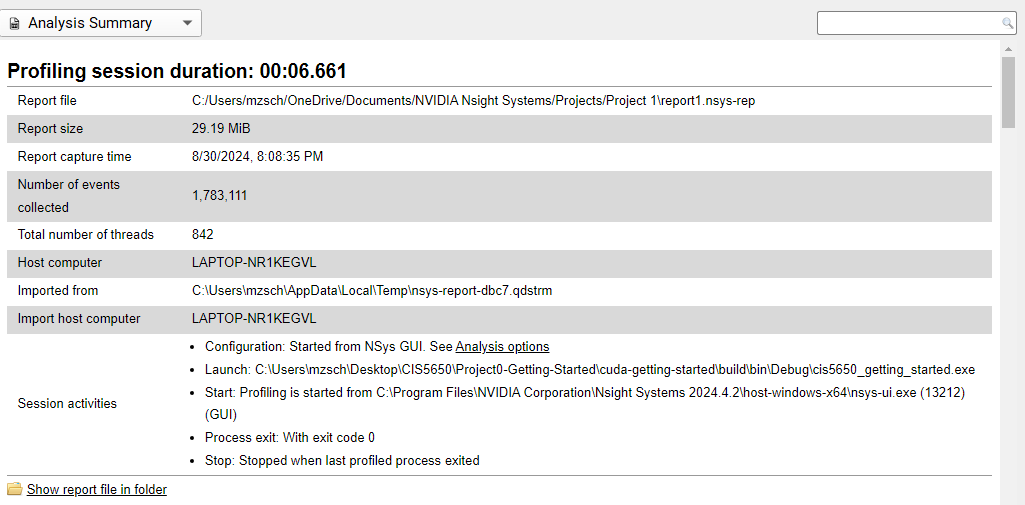 Analysis Summary
Profiling session duration: 00:06.661
Report file C:/Users/mzsch/OneDrive/Documents/NVIDIA Nsight Systems/Projects/Project 1\report1.nsys-rep
Report size 29.19 MiB
Report capture time 8/30/2024, 8:08:35 PM
Number of events
collected 1,783,111
Total number of threads 842
Host computer LAPTOP-NR1KEGVL
Imported from C:\Users\mzsch\AppData\Local\Temp\nsys-report-dbc7.qdstrm
Import host computer LAPTOP-NR1KEGVL
Session activities
• Configuration: Started from NSys GUI. See Analysis options
• Launch: C:\Users\mzsch\Desktop\CIS5650\Project0-Getting-Started\cuda-getting-started\build\bin\Debug\cis5650_getting_started.exe
• Start: Profiling is started from C:\Program Files\NVIDIA Corporation\Nsight Systems 2024.4.2\host-windows-x64\nsys-ui.exe (13212)
(GUI)
• Process exit: With exit code 0
• Stop: Stopped when last profiled process exited
Show report file in folder